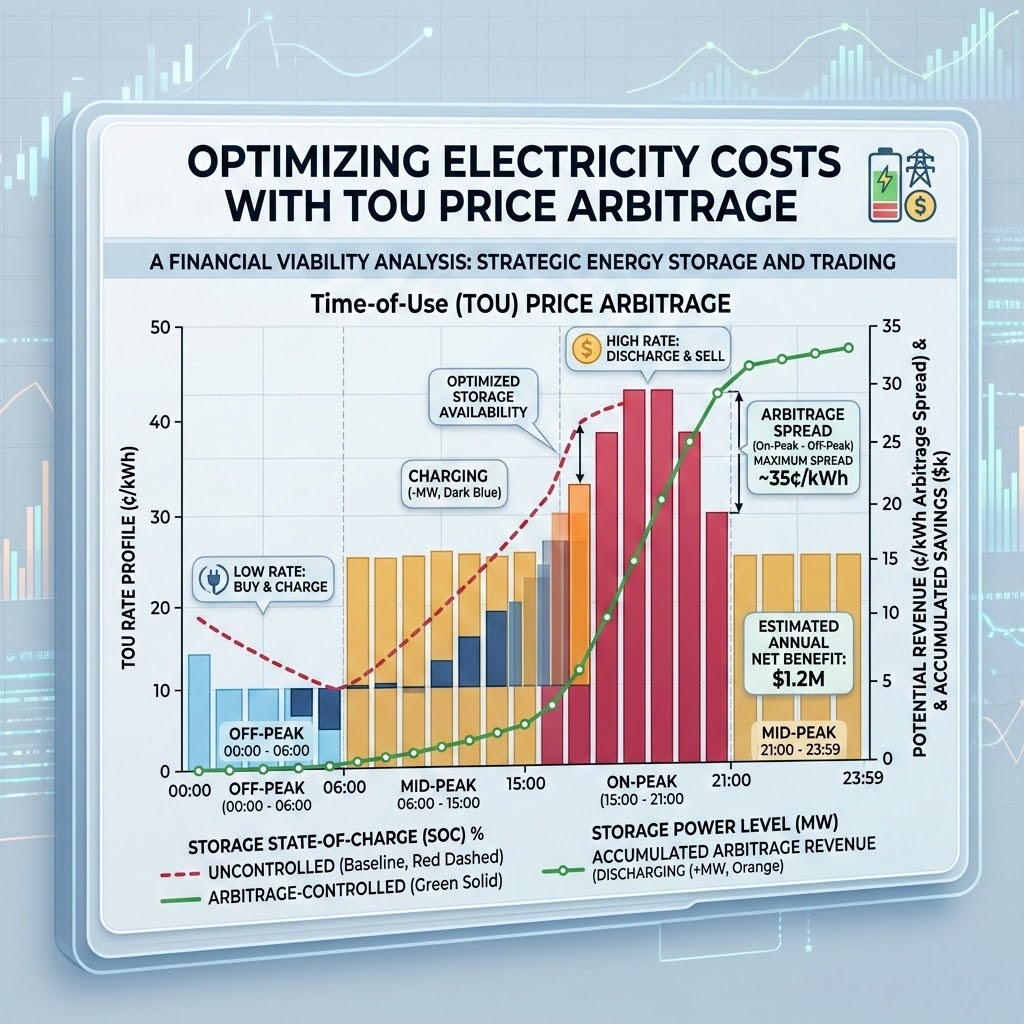 OPTIMIZING ELECTRICITY COSTS
WITH TOU PRICE ARBITRAGE
$
A FINANCIAL VIABILITY ANALYSIS: STRATEGIC ENERGY STORAGE AND TRADING
Time-of-Use (TOU) PRICE ARBITRAGE
TOU RATE PROFILE (¢/kWh)
50
40
30
20
10
0
LOW RATE:
BUY & CHARGE
CHARGING
(-MW, Dark Blue)
OPTIMIZED
STORAGE
AVAILABILITY
$
HIGH RATE:
DISCHARGE & SELL
ARBITRAGE
SPREAD
(On-Peak - Off-Peak)
MAXIMUM SPREAD
~35¢/kWh
ESTIMATED
ANNUAL
NET BENEFIT:
$1.2M
OFF-PEAK
00:00 - 06:00
MID-PEAK
21:00 - 23:59
35
30
25
20
15
10
5
0
POTENTIAL REVENUE (¢/kWh Arbitrage Spread) &
& ACCUMULATED SAVINGS ($k)
00:00
OFF-PEAK
(00:00 - 06:00
06:00
MID-PEAK
06:00 - 15:00
15:00
ON-PEAK
(15:00 - 21:00
21:00
23:59
STORAGE STATE-OF-CHARGE (SOC) %
UNCONTROLLED (Baseline, Red Dashed)
ARBITRAGE-CONTROLLED (Green Solid)
STORAGE POWER LEVEL (MW)
ACCUMULATED ARBITRAGE REVENUE
(DISCHARGING (+MW, Orange)